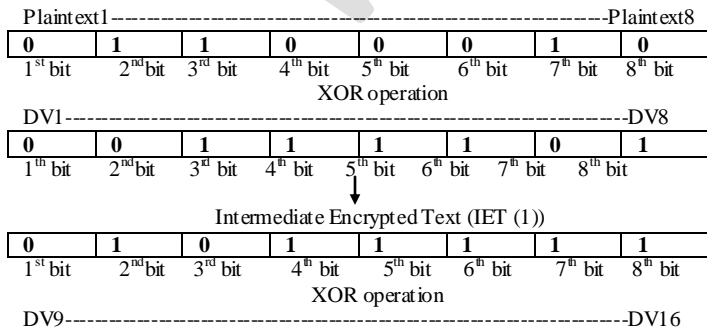 Plaintext1-----------------------------------------------------------------Plaintext8
0 1 1 0 0 0 1 0
1st bit 2nd bit 3rd bit 4th bit 5th bit 6th bit 7th bit 8th bit
XOR operation
DV1--------------------------------------------------------------------------DV8
0 0 1 1 1 1 0 1
1th bit 2nd bit 3rd bit 4th bit 5th bit 6th bit 7th bit 8th bit
Intermediate Encrypted Text (IET (1))
0 1 0 1 1 1 1 1
1st bit 2nd bit 3rd bit 4th bit 5th bit 6th bit 7th bit 8th bit
XOR operation
DV9--------------------------------------------------------------------------DV16